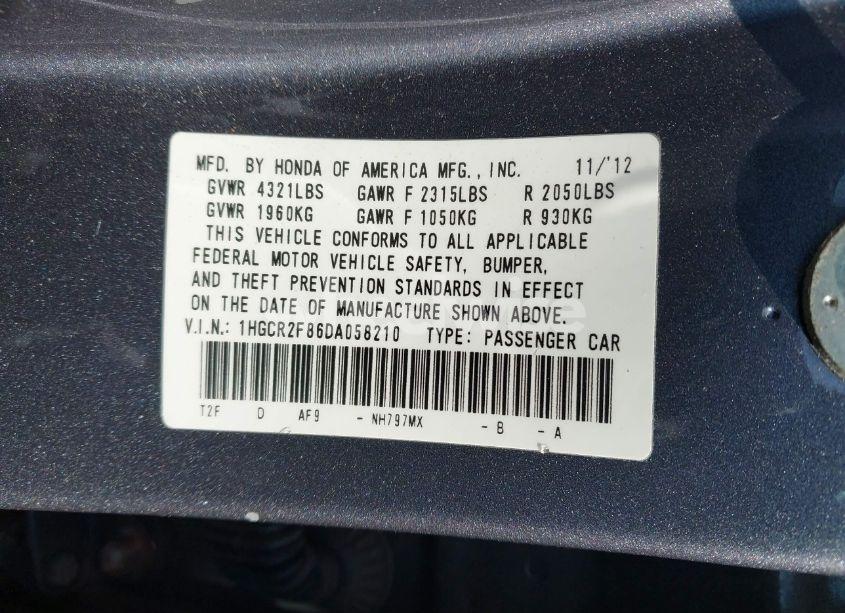 MFD. BY HONDA OF AMERICA MFG., INC. 11/'12
GVWR 4321LBS GAWR F 2315LBS R 2050LBS
GVWR 1960KG GAWR F 1050KG R 930KG
THIS VEHICLE CONFORMS TO ALL APPLICABLE
FEDERAL MOTOR VEHICLE SAFETY, BUMPER,
AND THEFT PREVENTION STANDARDS IN EFFECT
ON THE DATE OF MANUFACTURE SHOWN ABOVE.
V.I.N.: 1HGCR2F86DA058210 TYPE: PASSENGER CAR
T2F D AF9 - NH797MX - B - A